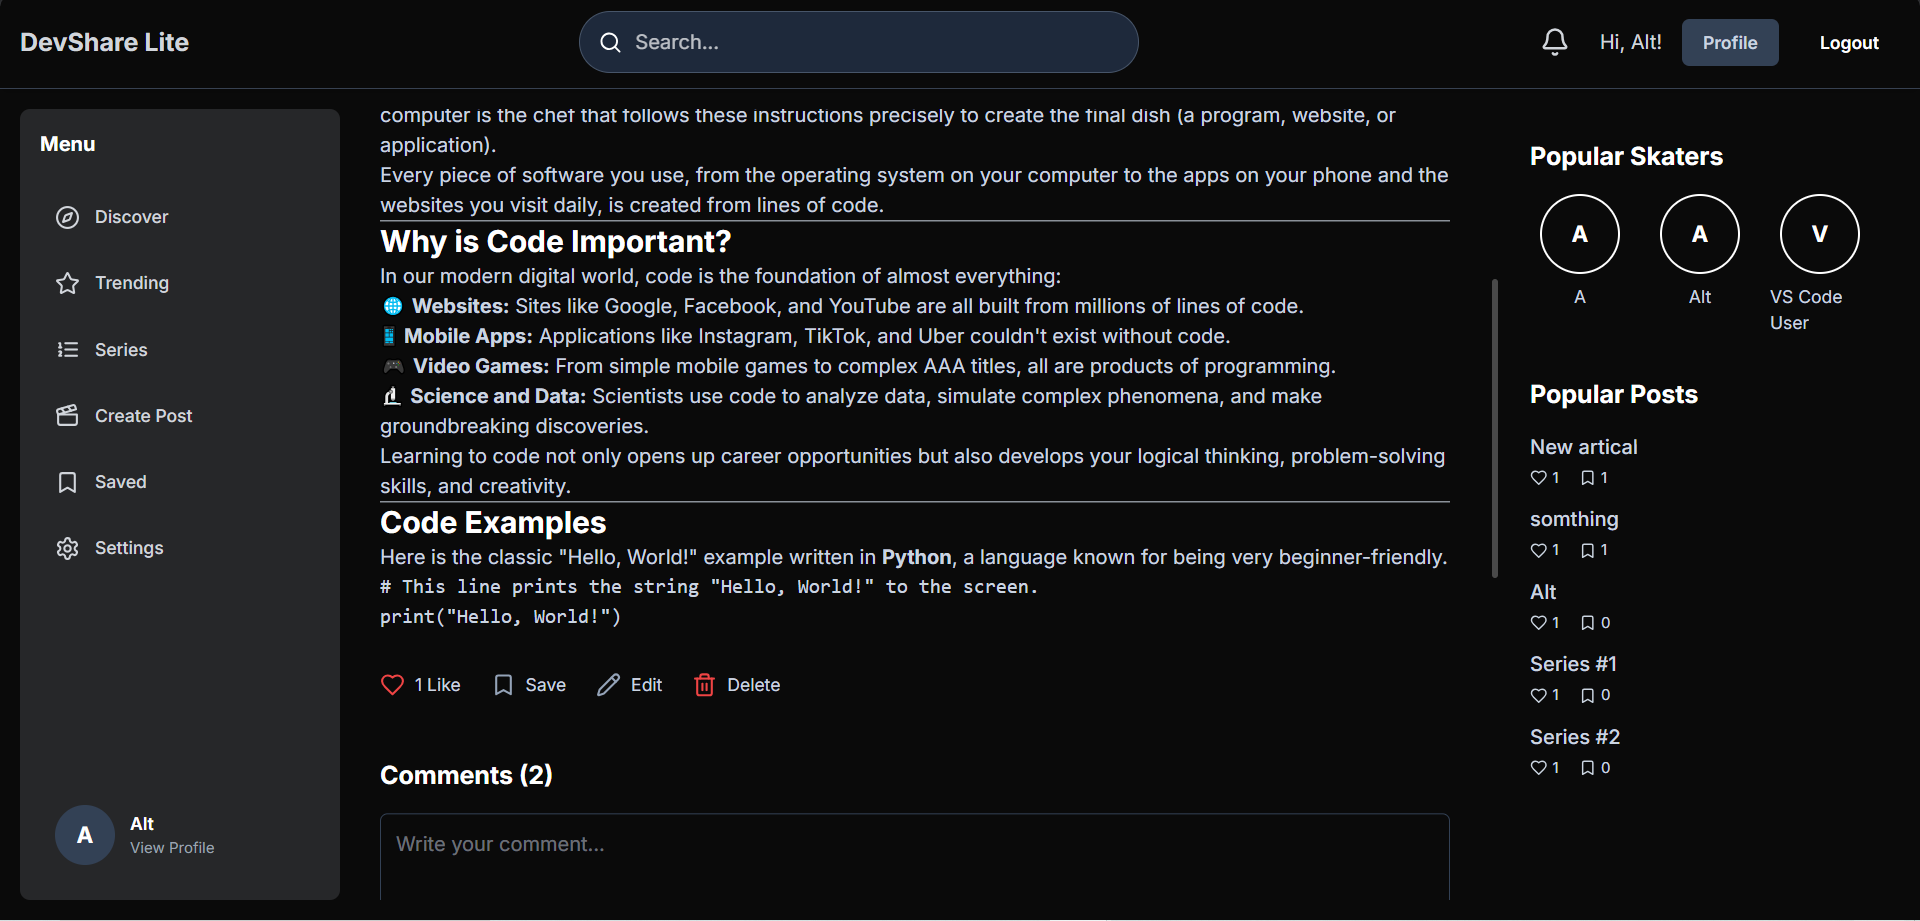 DevShare Lite
Search...
Hi, Alt!
Profile
Logout
Menu
Discover
Trending
Series
Create Post
Saved
Settings
A
Alt
View Profile
computer is the chef that follows these instructions precisely to create the final dish (a program, website, or
application).
Every piece of software you use, from the operating system on your computer to the apps on your phone and the
websites you visit daily, is created from lines of code.
Why is Code Important?
In our modern digital world, code is the foundation of almost everything:
🌐 Websites: Sites like Google, Facebook, and YouTube are all built from millions of lines of code.
📱 Mobile Apps: Applications like Instagram, TikTok, and Uber couldn't exist without code.
🎮 Video Games: From simple mobile games to complex AAA titles, all are products of programming.
🔬 Science and Data: Scientists use code to analyze data, simulate complex phenomena, and make
groundbreaking discoveries.
Learning to code not only opens up career opportunities but also develops your logical thinking, problem-solving
skills, and creativity.
Code Examples
Here is the classic "Hello, World!" example written in Python, a language known for being very beginner-friendly.
# This line prints the string "Hello, World!" to the screen.
print("Hello, World!")
1 Like
Save
Edit
Delete
Comments (2)
Write your comment...
Popular Skaters
A
A
V
A
Alt
VS Code
User
Popular Posts
New artical
1 1
somthing
1 1
Alt
1 0
Series #1
1 0
Series #2
1 0